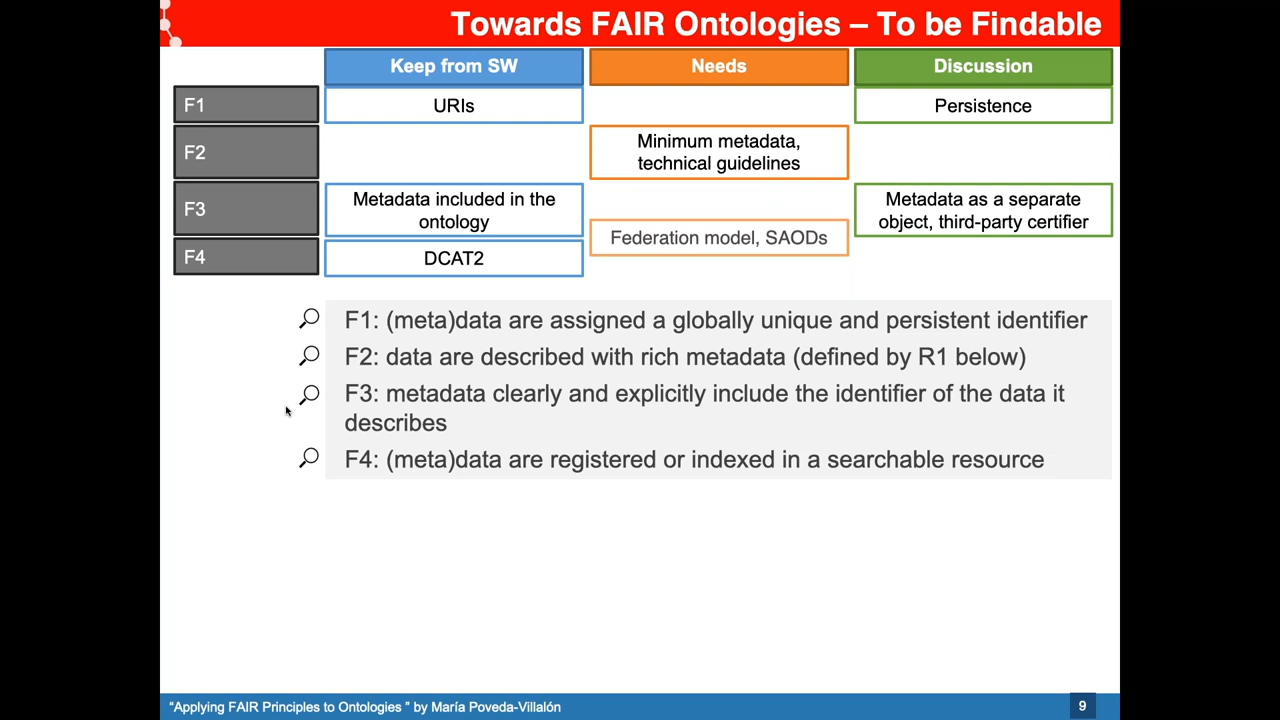 Towards FAIR Ontologies – To be Findable
Keep from SW
Needs
Discussion
F1
URIs
Persistence
F2
Minimum metadata,
technical guidelines
F3
Metadata included in the
ontology
Metadata as a separate
object, third-party certifier
Federation model, SAODs
F4
DCAT2
F1: (meta)data are assigned a globally unique and persistent identifier
F2: data are described with rich metadata (defined by R1 below)
F3: metadata clearly and explicitly include the identifier of the data it
describes
F4: (meta)data are registered or indexed in a searchable resource
“Applying FAIR Principles to Ontologies ” by María Poveda-Villalón
9